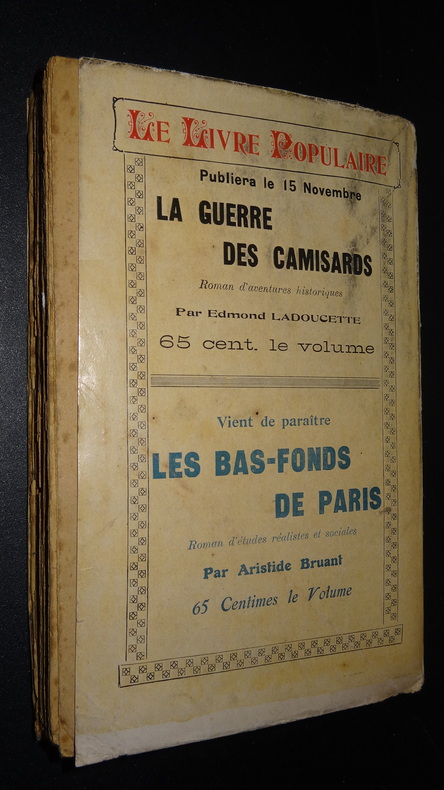 LE LIVRE POPULAIRE
Publiera le 15 Novembre
LA GUERRE
DES CAMISARDS
Roman d'aventures historiques
Par Edmond LADOUCETTE
65 cent. le volume
Vient de paraître
LES BAS-FONDS
DE PARIS
Roman d'études réalistes et sociales
Par Aristide Bruant
65 Centimes le Volume